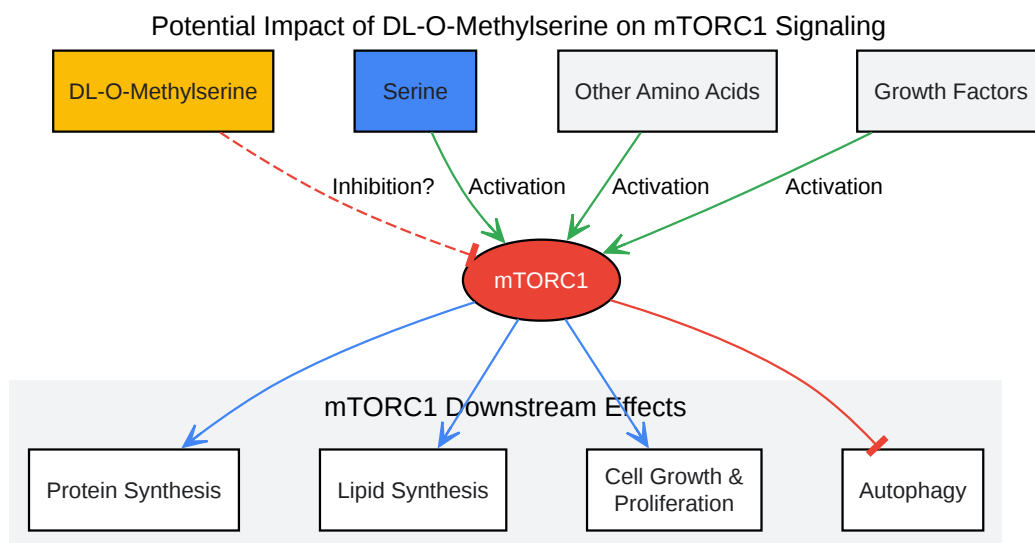 Potential Impact of DL-O-Methylserine on mTORC1 Signaling
DL-O-Methylserine
Serine
Other Amino Acids
Growth Factors
Inhibition?
Activation
Activation
Activation
mTORC1
mTORC1 Downstream Effects
Protein Synthesis
Lipid Synthesis
Cell Growth &
Proliferation
Autophagy